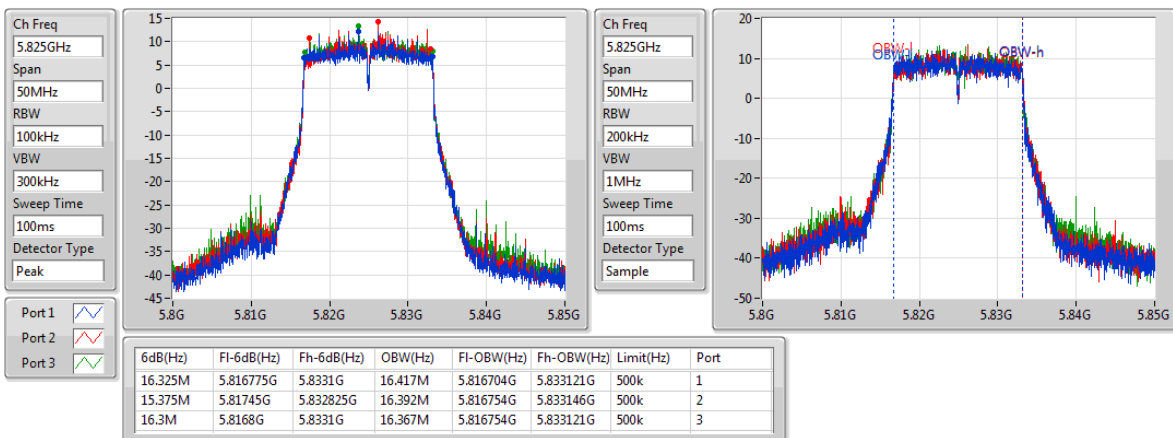 Ch Freq
5.825GHz
Span
50MHz
RBW
100kHz
VBW
300kHz
Sweep Time
100ms
Detector Type
Peak
15
10
5
0
-5
-10
-15
-20
-25
-30
-35
-40
-45
5.8G 5.81G 5.82G 5.83G 5.84G 5.85G
Ch Freq
5.825GHz
Span
50MHz
RBW
200kHz
VBW
1MHz
Sweep Time
100ms
Detector Type
Sample
20
10
0
-10
-20
-30
-40
-50
OBW-h
5.8G 5.81G 5.82G 5.83G 5.84G 5.85G
Port 1
Port 2
Port 3
6dB(Hz) Fl-6dB(Hz) Fh-6dB(Hz) OBW(Hz) Fl-OBW(Hz) Fh-OBW(Hz) Limit(Hz) Port
16.325M 5.816775G 5.8331G 16.417M 5.816704G 5.833121G 500k 1
15.375M 5.81745G 5.832825G 16.392M 5.816754G 5.833146G 500k 2
16.3M 5.8168G 5.8331G 16.367M 5.816754G 5.833121G 500k 3